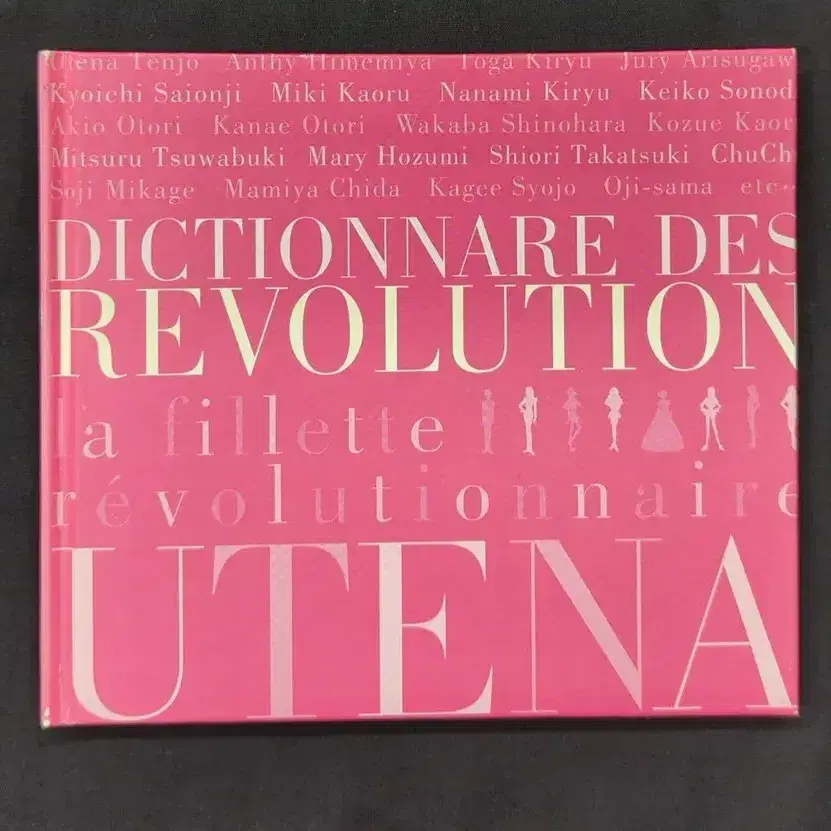 Utena Tenjo Anthy Himemiya Toga Kiryu Jury Arisugaw
Kyoichi Saionji Miki Kaoru Nanami Kiryu Keiko Sonod
Akio Otori Kanae Otori Wakaba Shinohara Kozue Kaor
Mitsuru Tsuwabuki Mary Hozumi Shiori Takatsuki ChuCh
Soji Mikage Mamiya Chida Kagee Syojo Oji-sama etc…
DICTIONNARE DES
REVOLUTION
la fillette
révolutionnaire
UTENA